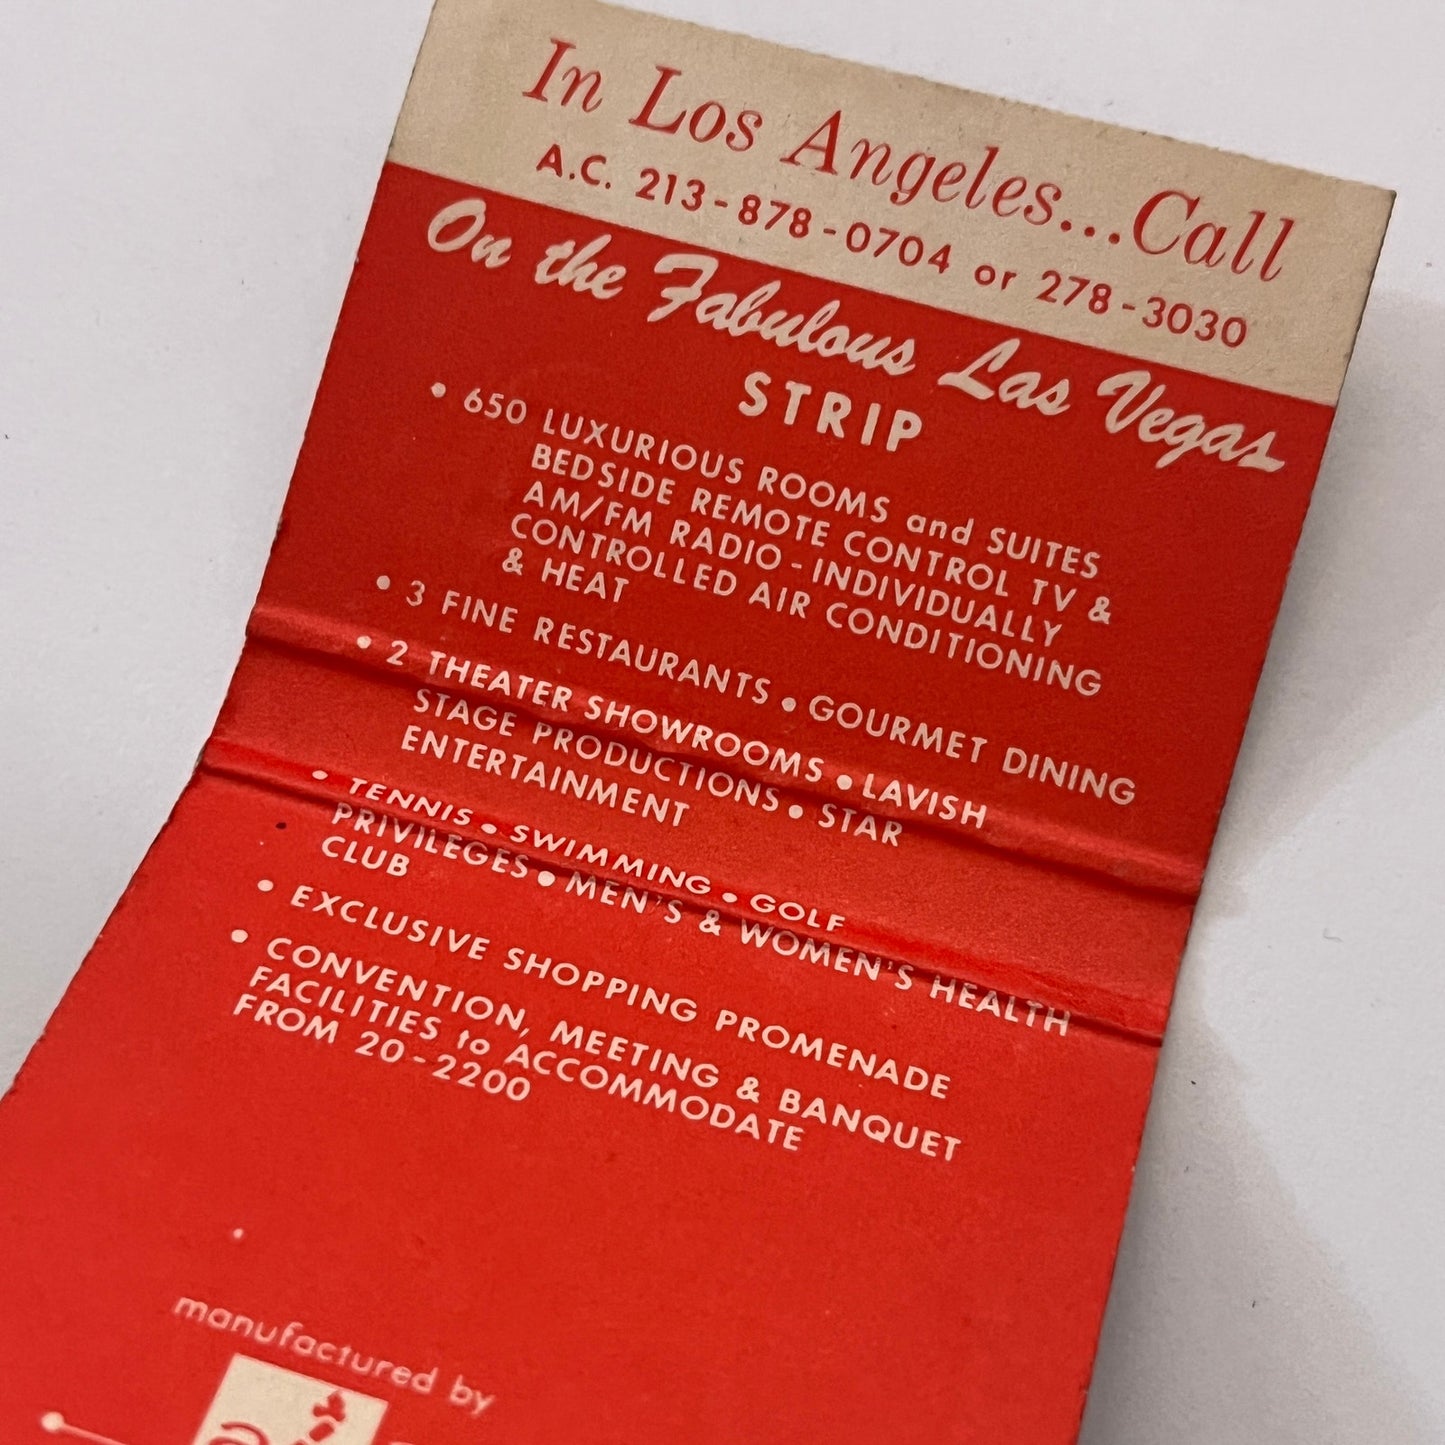 In Los Angeles...Call
A.C. 213-878-0704 or 278-3030
On the Fabulous Las Vegas
STRIP
• 650 LUXURIOUS ROOMS and SUITES
BEDSIDE REMOTE CONTROL TV &
AM/FM RADIO - INDIVIDUALLY
CONTROLLED AIR CONDITIONING
& HEAT
• 3 FINE RESTAURANTS • GOURMET DINING
• 2 THEATER SHOWROOMS • LAVISH
STAGE PRODUCTIONS • STAR
ENTERTAINMENT
• TENNIS • SWIMMING • GOLF
PRIVILEGES • MEN'S & WOMEN'S HEALTH
CLUB
• EXCLUSIVE SHOPPING PROMENADE
• CONVENTION, MEETING & BANQUET
FACILITIES to ACCOMMODATE
FROM 20-2200
manufactured by